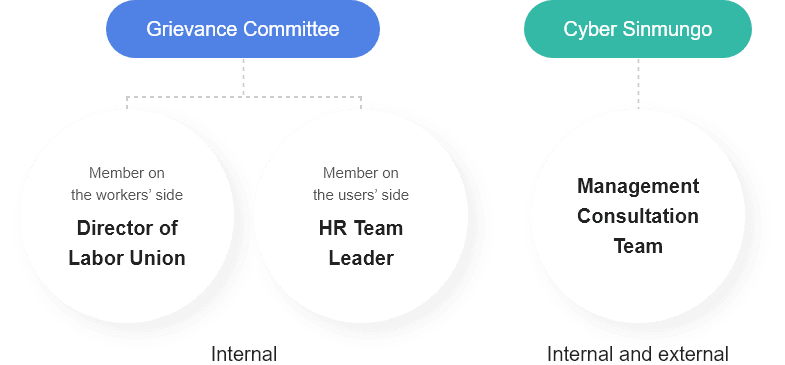 Grievance Committee
Cyber Sinmungo
Member on
the workers’ side
Director of
Labor Union
Member on
the users’ side
HR Team
Leader
Management
Consultation
Team
Internal
Internal and external